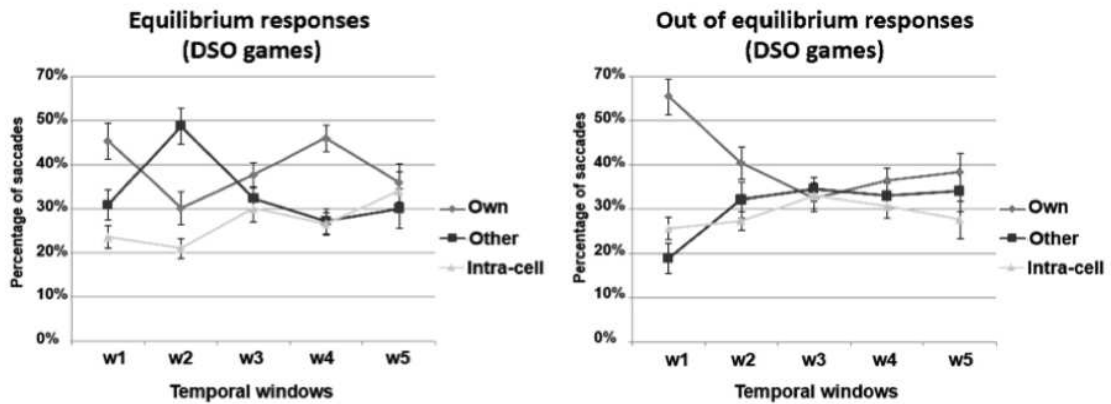 Equilibrium responses
(DSO games)
70%
50%
40%
30%
20%
10%
0%
Percentage of saccades
w1 w2 w3 w4 w5
Temporal windows
Own
Other
Intra-cell
Out of equilibrium responses
(DSO games)
70%
50%
40%
30%
20%
10%
0%
Percentage of saccades
w1 w2 w3 w4 w5
Temporal windows
Own
Other
Intra-cell